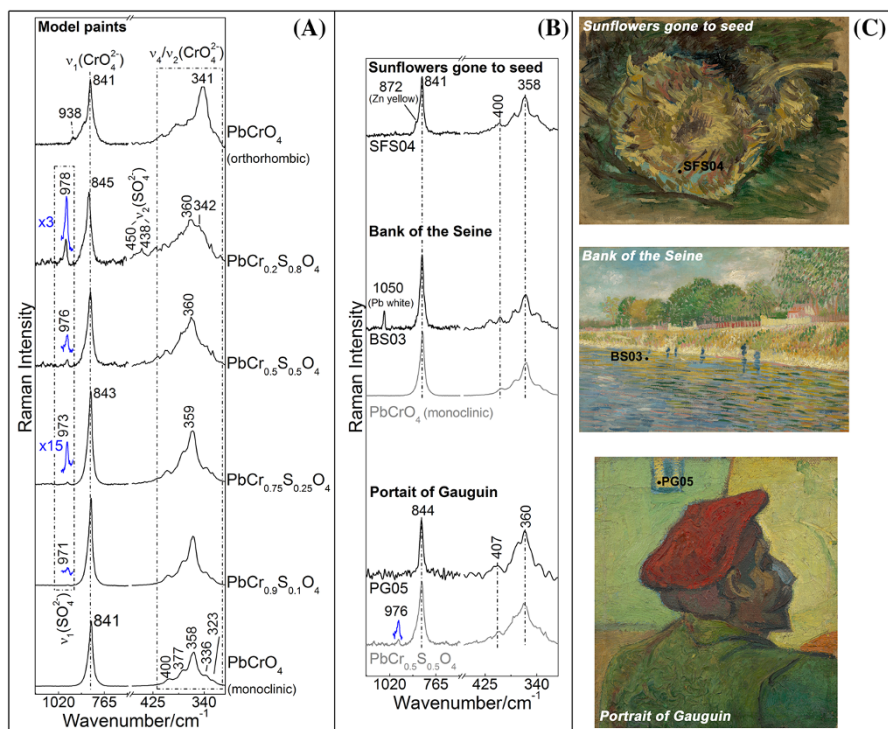 Model paints
(A)
ν₁(CrO₄²⁻)
ν₄/ν₂(CrO₄²⁻)
841
341
938
PbCrO₄
(orthorhombic)
978
x3
845
450
438
ν₂(SO₄²⁻)
360
342
PbCr₀.₂S₀.₈O₄
976
360
PbCr₀.₅S₀.₅O₄
973
x15
843
359
PbCr₀.₇₅S₀.₂₅O₄
971
PbCr₀.₉S₀.₁O₄
ν₁(SO₄²⁻)
841
400
377
358
336
323
PbCrO₄
(monoclinic)
Raman Intensity
1020 840 425 340
Wavenumber/cm⁻¹
(B)
Sunflowers gone to seed
872
(Zn yellow)
841
400
358
SFS04
Bank of the Seine
1050
(Pb white)
BS03
PbCrO₄ (monoclinic)
Portait of Gauguin
844
407
360
PG05
976
PbCr₀.₅S₀.₅O₄
Raman Intensity
1020 765 425 340
Wavenumber/cm⁻¹
(C)
Sunflowers gone to seed
SFS04
Bank of the Seine
BS03
PG05
Portrait of Gauguin